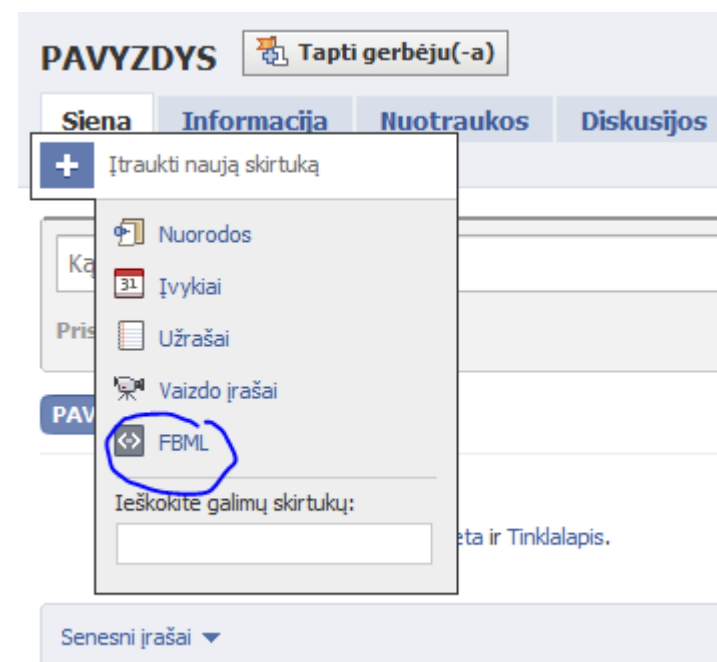 PAVYZDYS
Tapti gerbėju(-a)
Siena Informacija Nuotraukos Diskusijos
Įtraukti naują skirtuką
Nuorodos
31 Įvykiai
Užrašai
Vaizdo įrašai
FBML
Ieškokite galimų skirtukų:
ir Tinklalapis.
Senesni įrašai